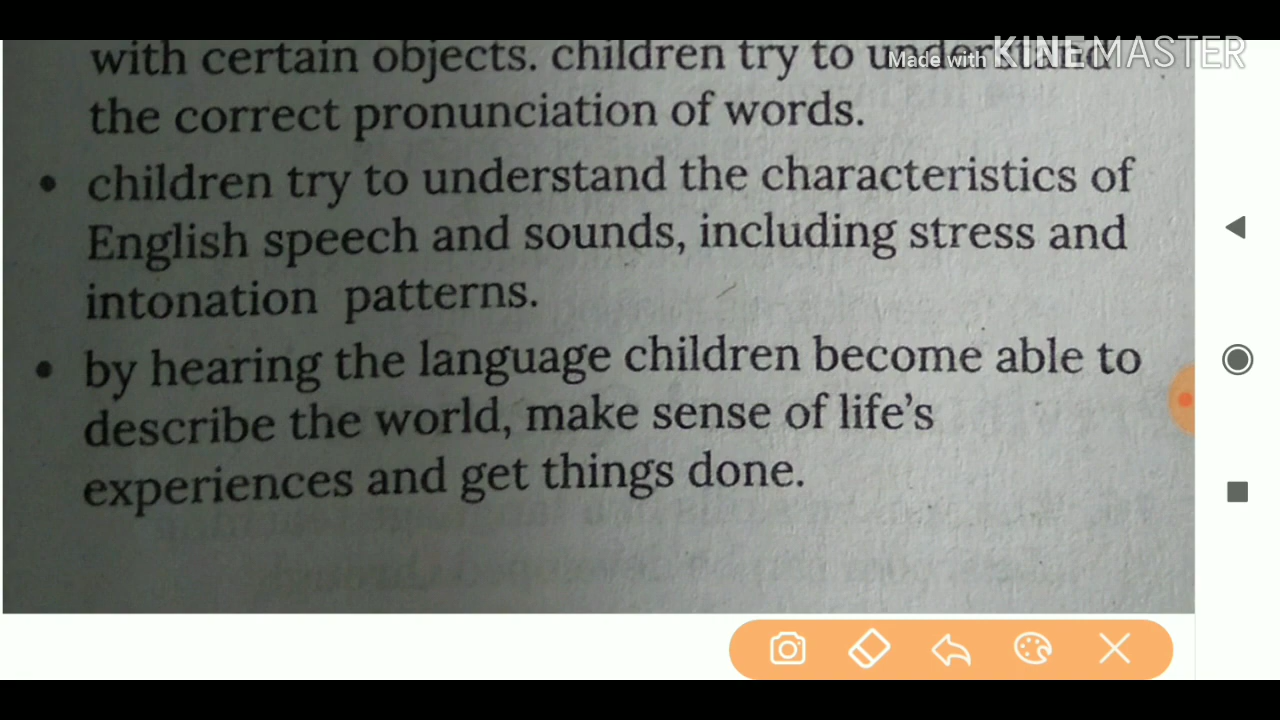 with certain objects. children try to understand
Made with KINEMASTER
the correct pronunciation of words.
• children try to understand the characteristics of
English speech and sounds, including stress and
intonation patterns.
• by hearing the language children become able to
describe the world, make sense of life's
experiences and get things done.